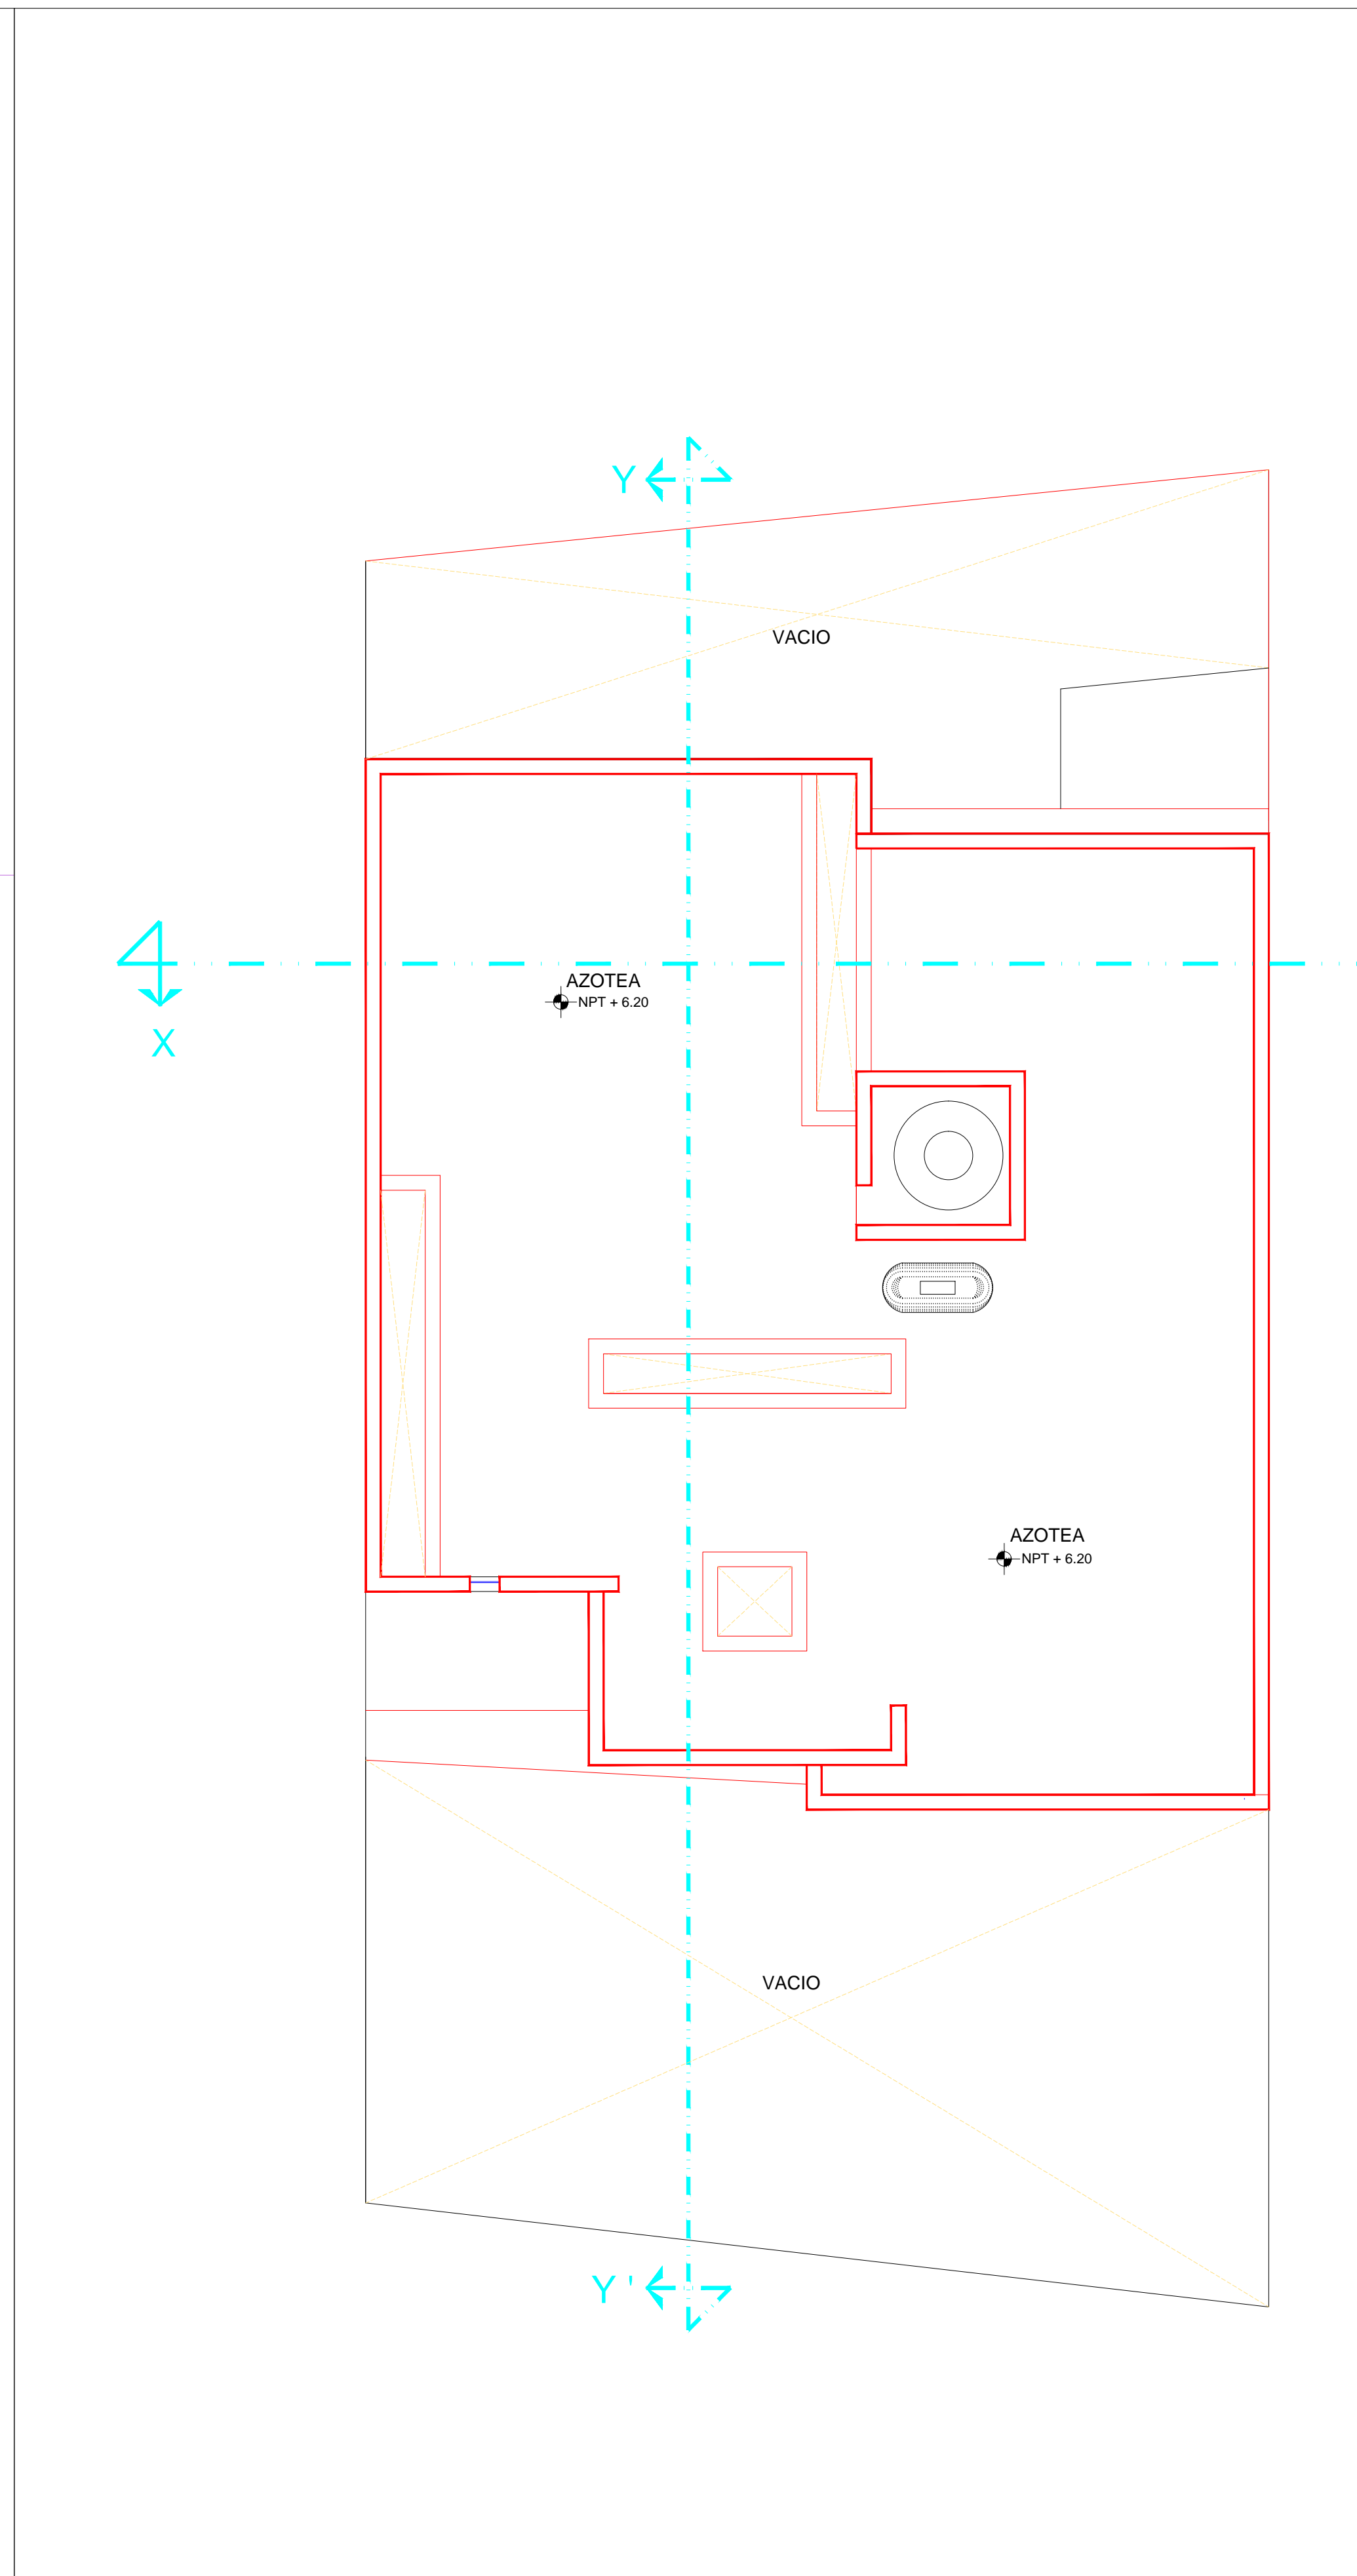 Y
VACIO
AZOTEA
NPT + 6.20
X
AZOTEA
NPT + 6.20
VACIO
Y '